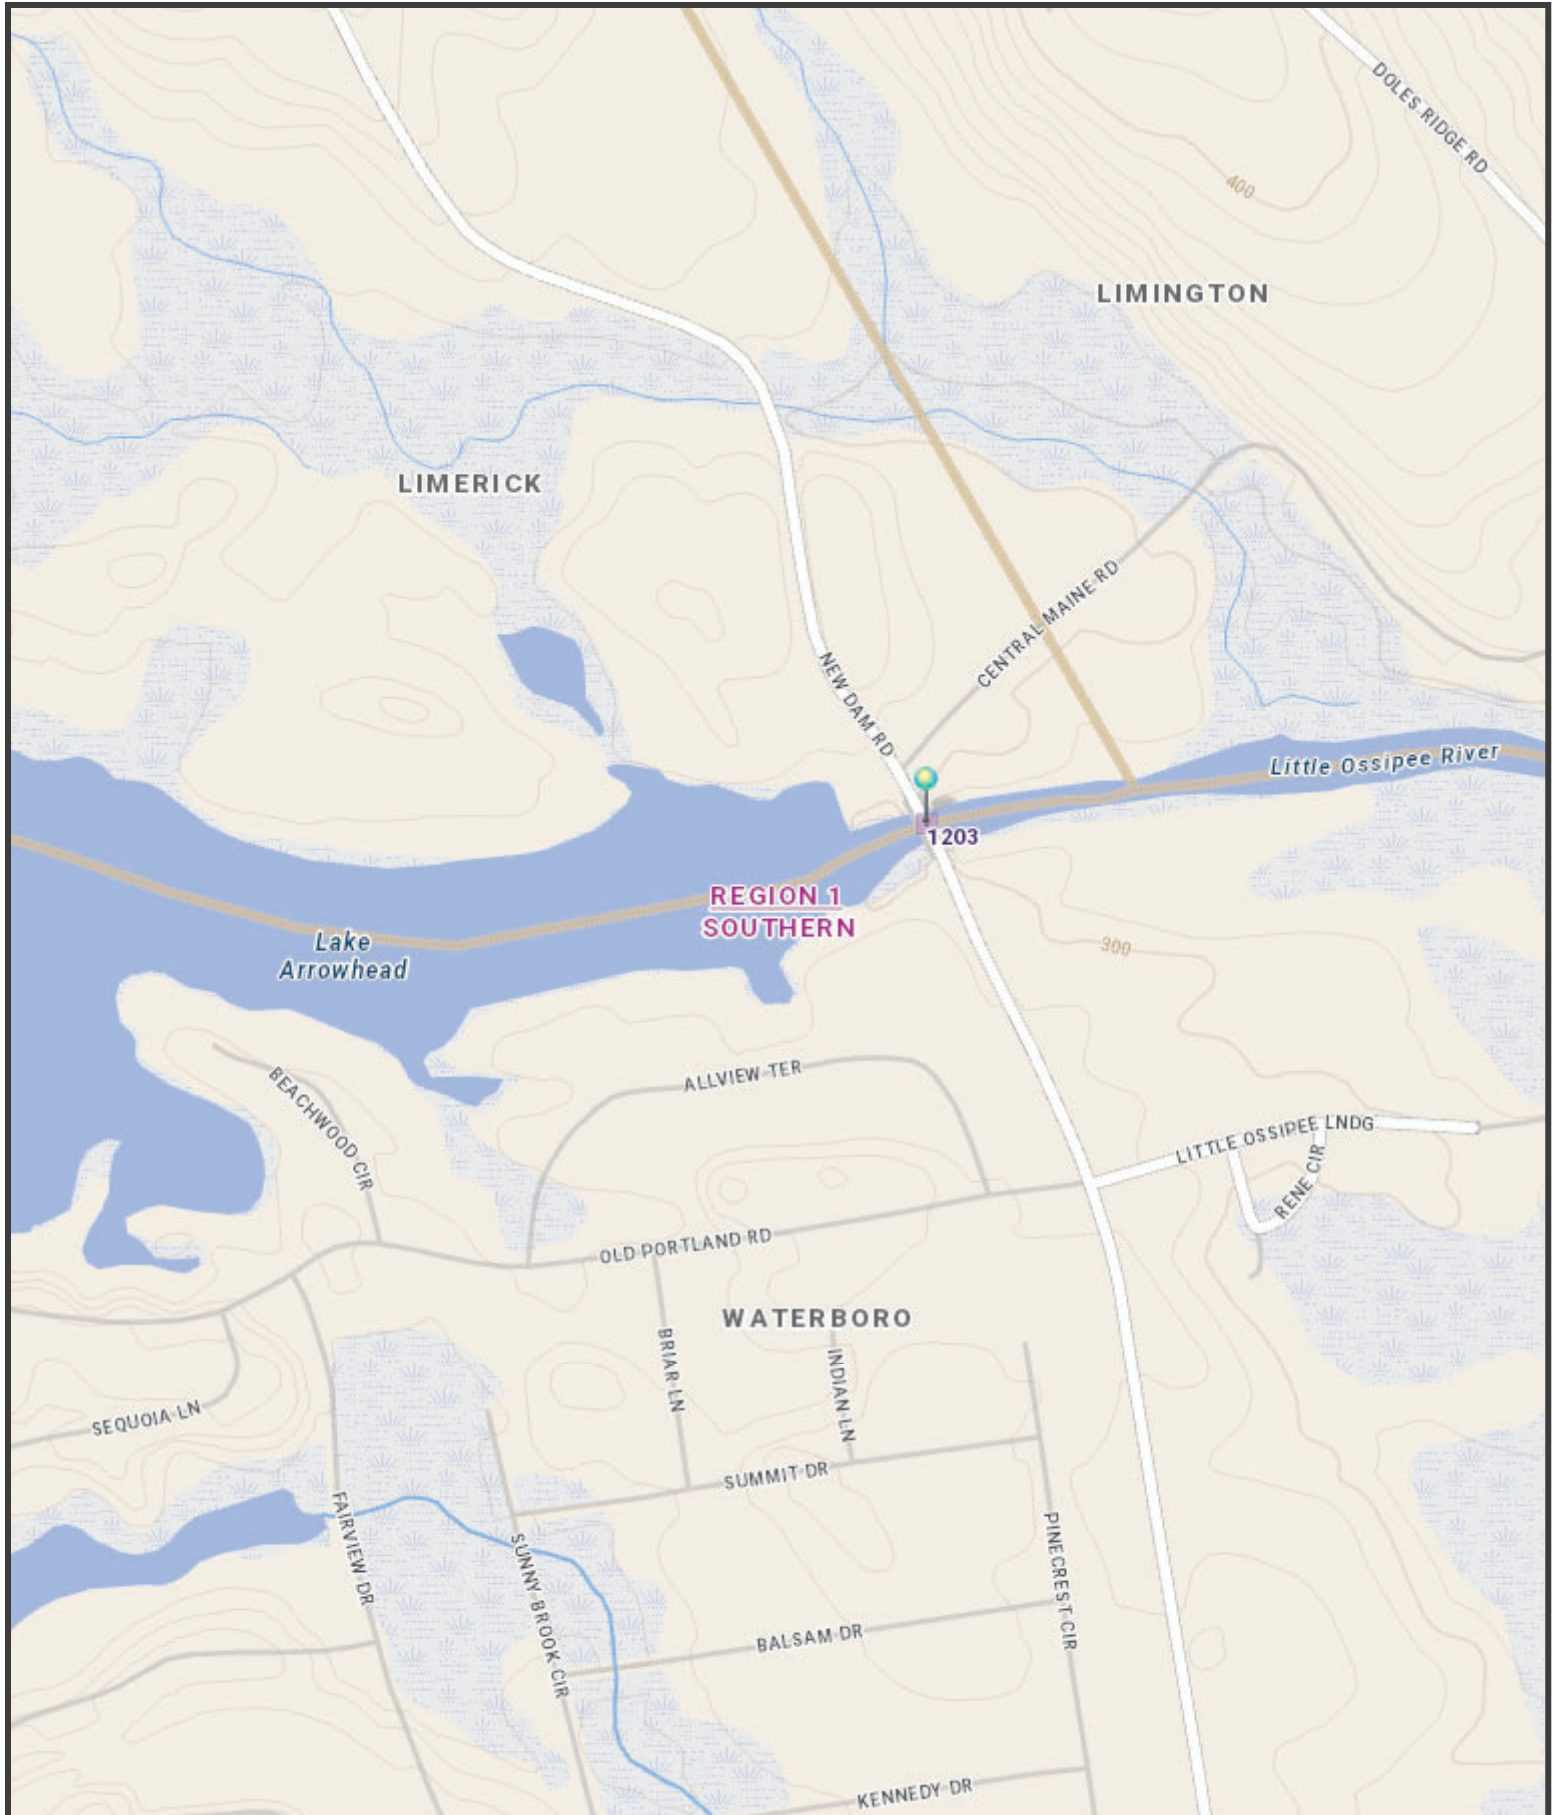 DOLES RIDGE RD
400
LIMINGTON
LIMERICK
CENTRAL MAINE RD
NEW DAM RD
Little Ossipee River
1203
REGION 1
SOUTHERN
Lake
Arrowhead
300
ALLVIEW TER
BEACHWOOD CIR
LITTLE OSSIPEE LNDG
RENE CIR
OLD PORTLAND RD
WATERBORO
BRIAR LN
INDIAN LN
SEQUOIA LN
SUMMIT DR
FAIRVIEW DR
SUNNY BROOK CIR
PINECREST CIR
BALSAM DR
KENNEDY DR